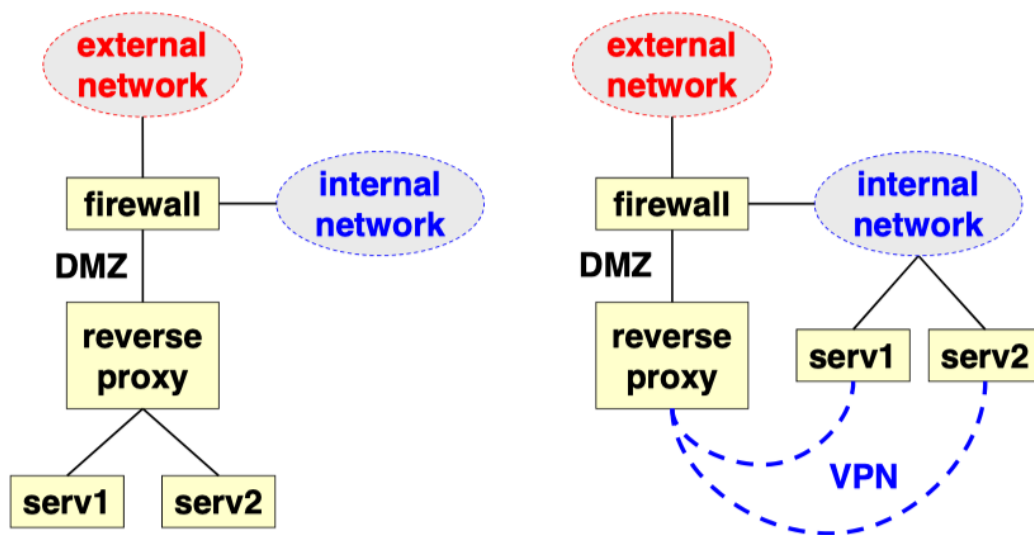 external
network
firewall
internal
network
DMZ
reverse
proxy
serv1
serv2
external
network
firewall
internal
network
DMZ
reverse
proxy
serv1
serv2
VPN